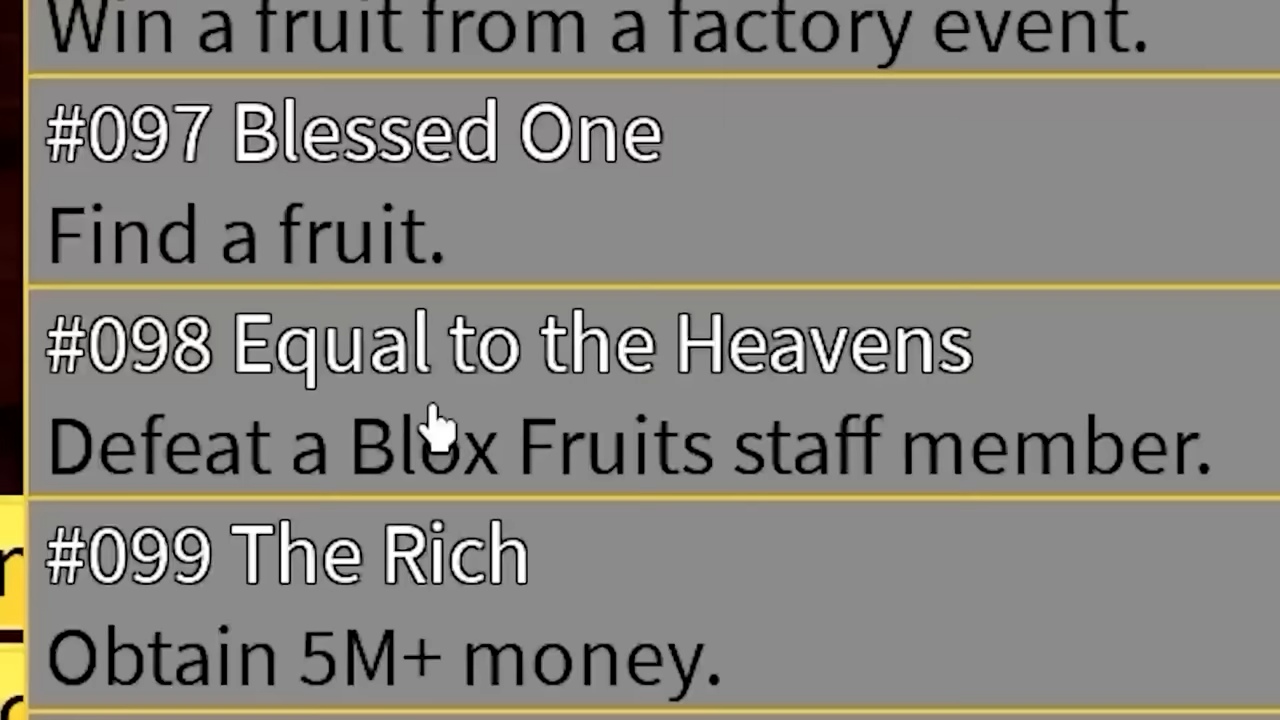 Win a fruit from a factory event.
#097 Blessed One
Find a fruit.
#098 Equal to the Heavens
Defeat a Blox Fruits staff member.
#099 The Rich
Obtain 5M+ money.